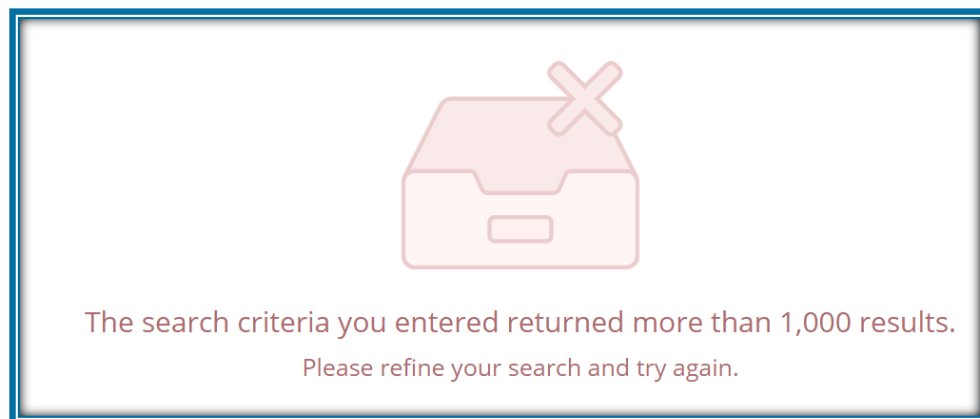 The search criteria you entered returned more than 1,000 results.
Please refine your search and try again.